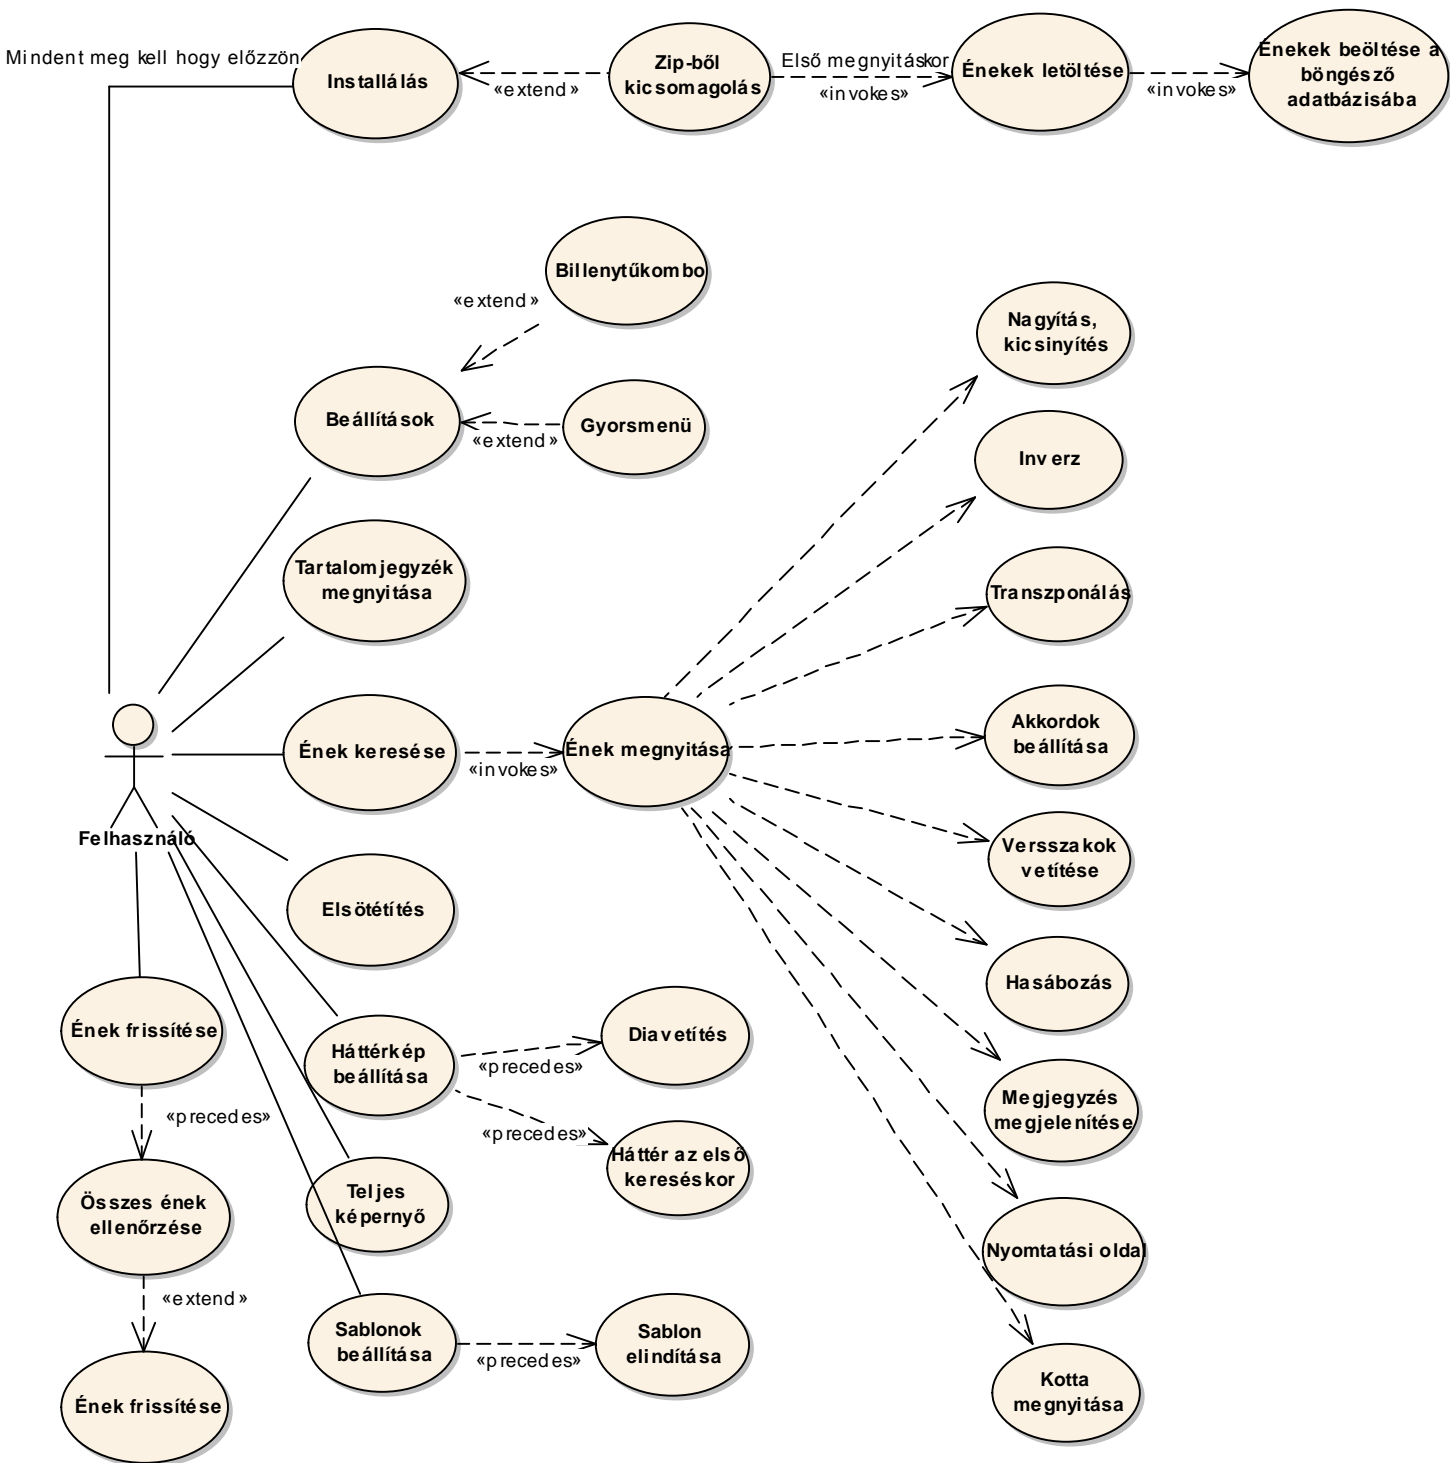 Mindent meg kell hogy előzzön
Installálás
«extend»
Zip-ből
kicsomagolás
Első megnyitáskor
«invokes»
Énekek letöltése
«invokes»
Énekek beöltése a
böngésző
adatbázisába
Billenytűkombo
«extend»
Beállítások
«extend»
Gyorsmenü
Nagyítás,
kicsinyítés
Inverz
Tartalomjegyzék
megnyitása
Transzponálás
Ének keresése
«invokes»
Ének megnyitása
Akkordok
beállítása
Felhasználó
Versszakok
vetítése
Elsötétítés
Hasábozás
Ének frissítése
Háttérkép
beállítása
«precedes»
Diavetítés
«precedes»
Háttér az első
kereséskor
Megjegyzés
megjelenítése
«precedes»
Összes ének
ellenőrzése
Teljes
képernyő
Nyomtatási oldal
«extend»
Sablonok
beállítása
«precedes»
Sablon
elindítása
Ének frissítése
Kotta
megnyitása